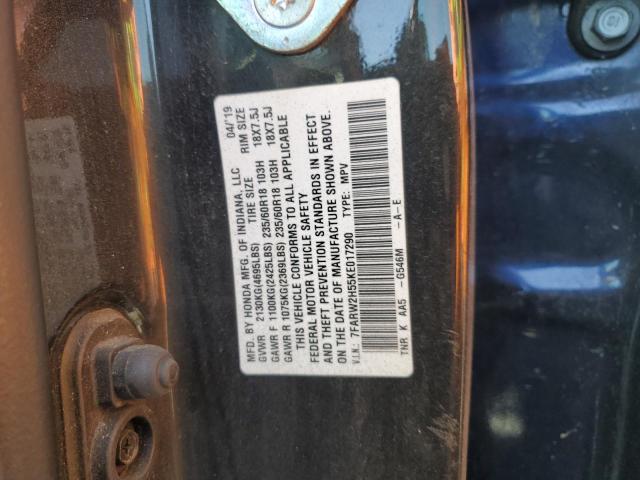 MFG. BY HONDA MFG. OF INDIANA, LLC 04/'19
GVWR 2130KG(4695LBS) TIRE SIZE RIM SIZE
GAWR F 1100KG(2425LBS) 235/60R18 103H 18X7.5J
GAWR R 1075KG(2369LBS) 235/60R18 103H 18X7.5J
THIS VEHICLE CONFORMS TO ALL APPLICABLE
FEDERAL MOTOR VEHICLE SAFETY
AND THEFT PREVENTION STANDARDS IN EFFECT
ON THE DATE OF MANUFACTURE SHOWN ABOVE.
V.I.N.: 7FARW2H55KE017290 TYPE: MPV
TNR K AA5 -G546M -A-E